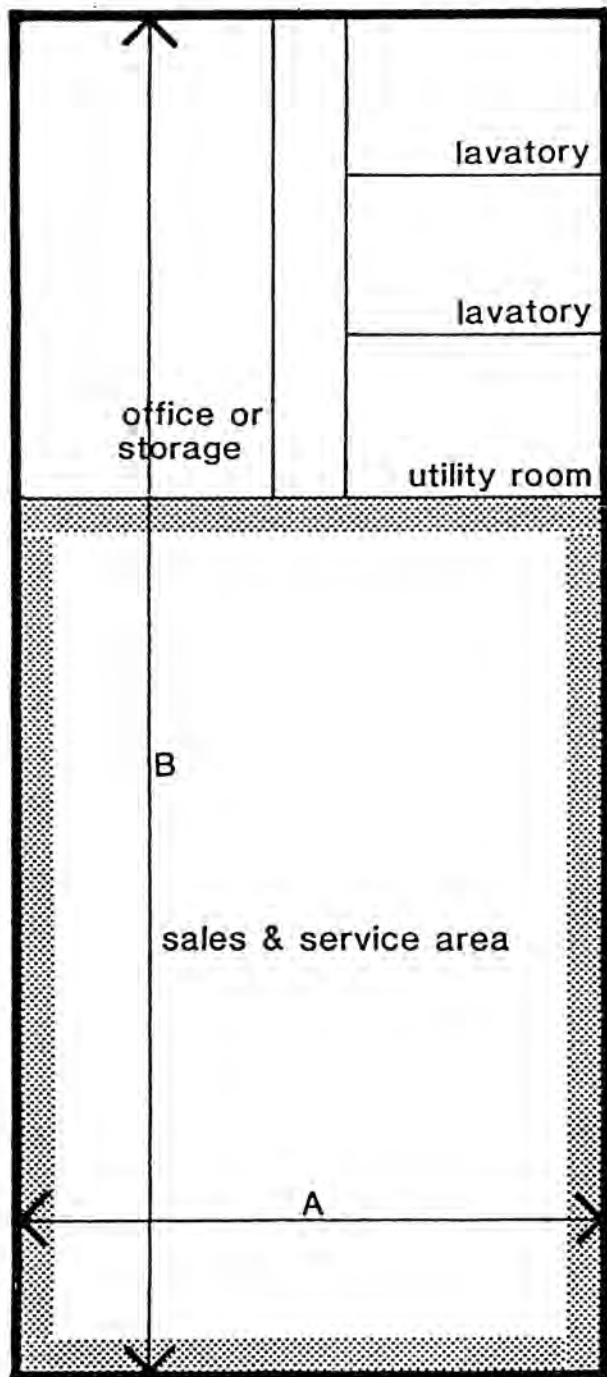 lavatory
lavatory
office or
storage
utility room
B
sales & service area
A